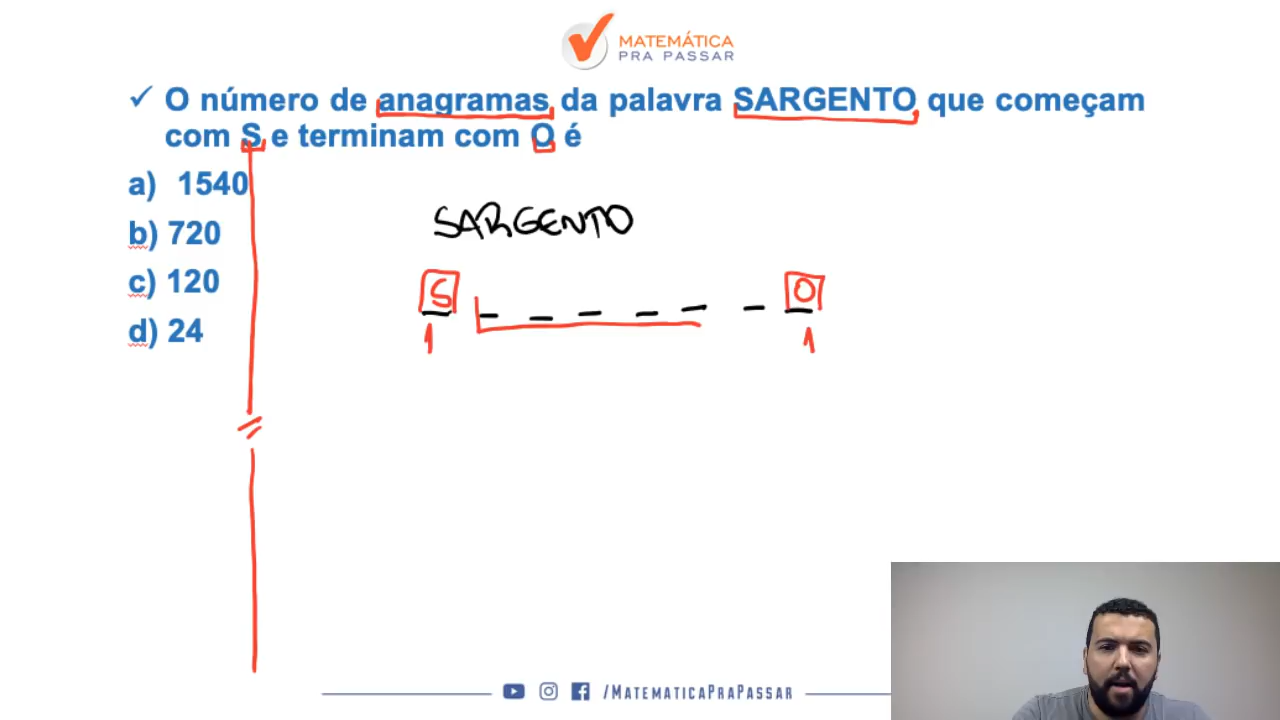 MATEMÁTICA
PRA PASSAR
✓ O número de anagramas da palavra SARGENTO que começam
com S e terminam com O é
a) 1540
b) 720
c) 120
d) 24
SARGENTO
S _ _ _ _ _ _ O
1 1
/MATEMATICAPRAPASSAR